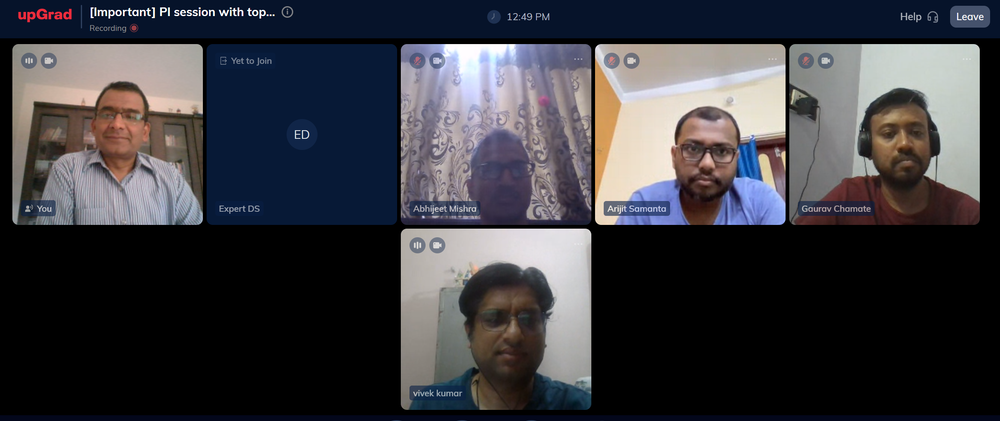 upGrad
[Important] PI session with top...
Recording
12:49 PM
Help
Leave
Yet to Join
ED
You
Expert DS
Abhijeet Mishra
Arijit Samanta
Gaurav Chamate
vivek kumar